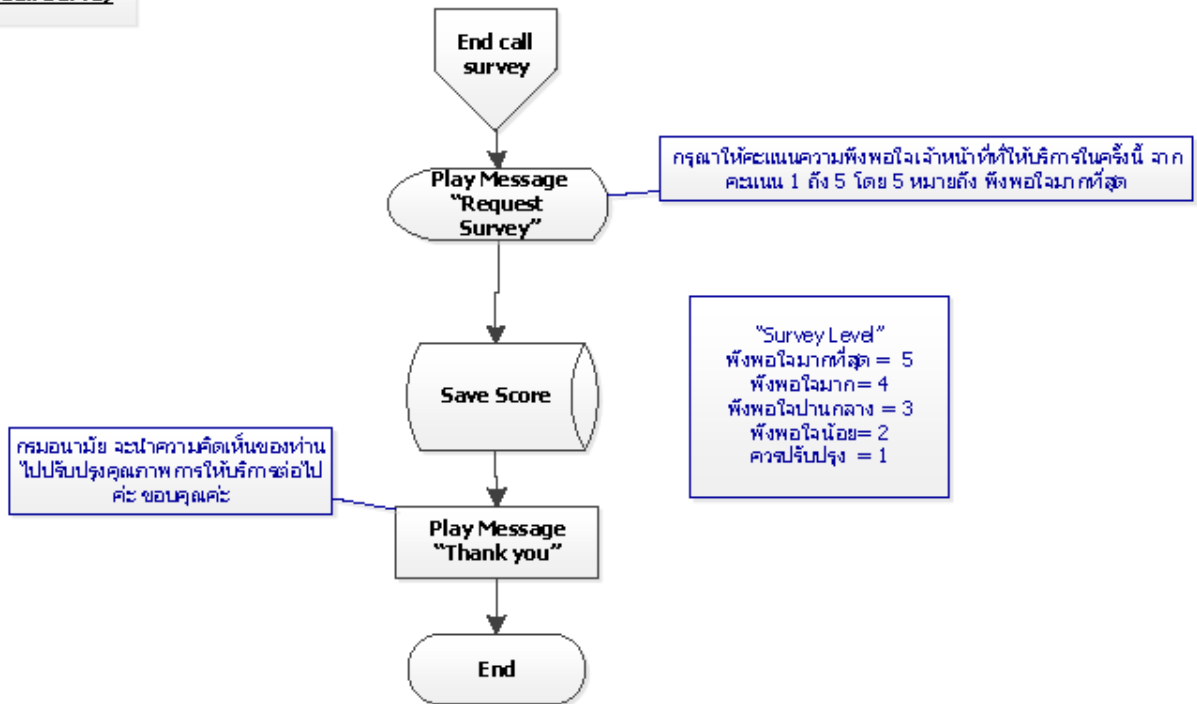 End call
survey
Play Message
"Request
Survey"
กรุณาให้คะแนนความพึงพอใจเจ้าหน้าที่ที่ให้บริการในครั้งนี้ จาก
คะแนน 1 ถึง 5 โดย 5 หมายถึง พึงพอใจมากที่สุด
Save Score
"Survey Level"
พึงพอใจมากที่สุด = 5
พึงพอใจมาก= 4
พึงพอใจปานกลาง = 3
พึงพอใจน้อย= 2
ควรปรับปรุง = 1
กรมอนามัย จะนำความคิดเห็นของท่าน
ไปปรับปรุงคุณภาพการให้บริการต่อไป
ค่ะ ขอบคุณค่ะ
Play Message
"Thank you"
End